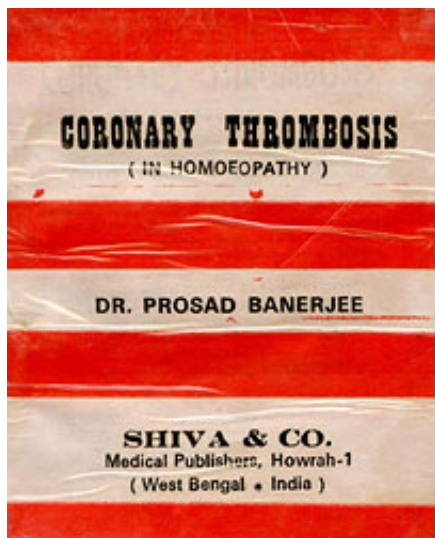 CORONARY THROMBOSIS
( IN HOMOEOPATHY )
DR. PROSAD BANERJEE
SHIVA & CO.
Medical Publishers, Howrah-1
( West Bengal • India )